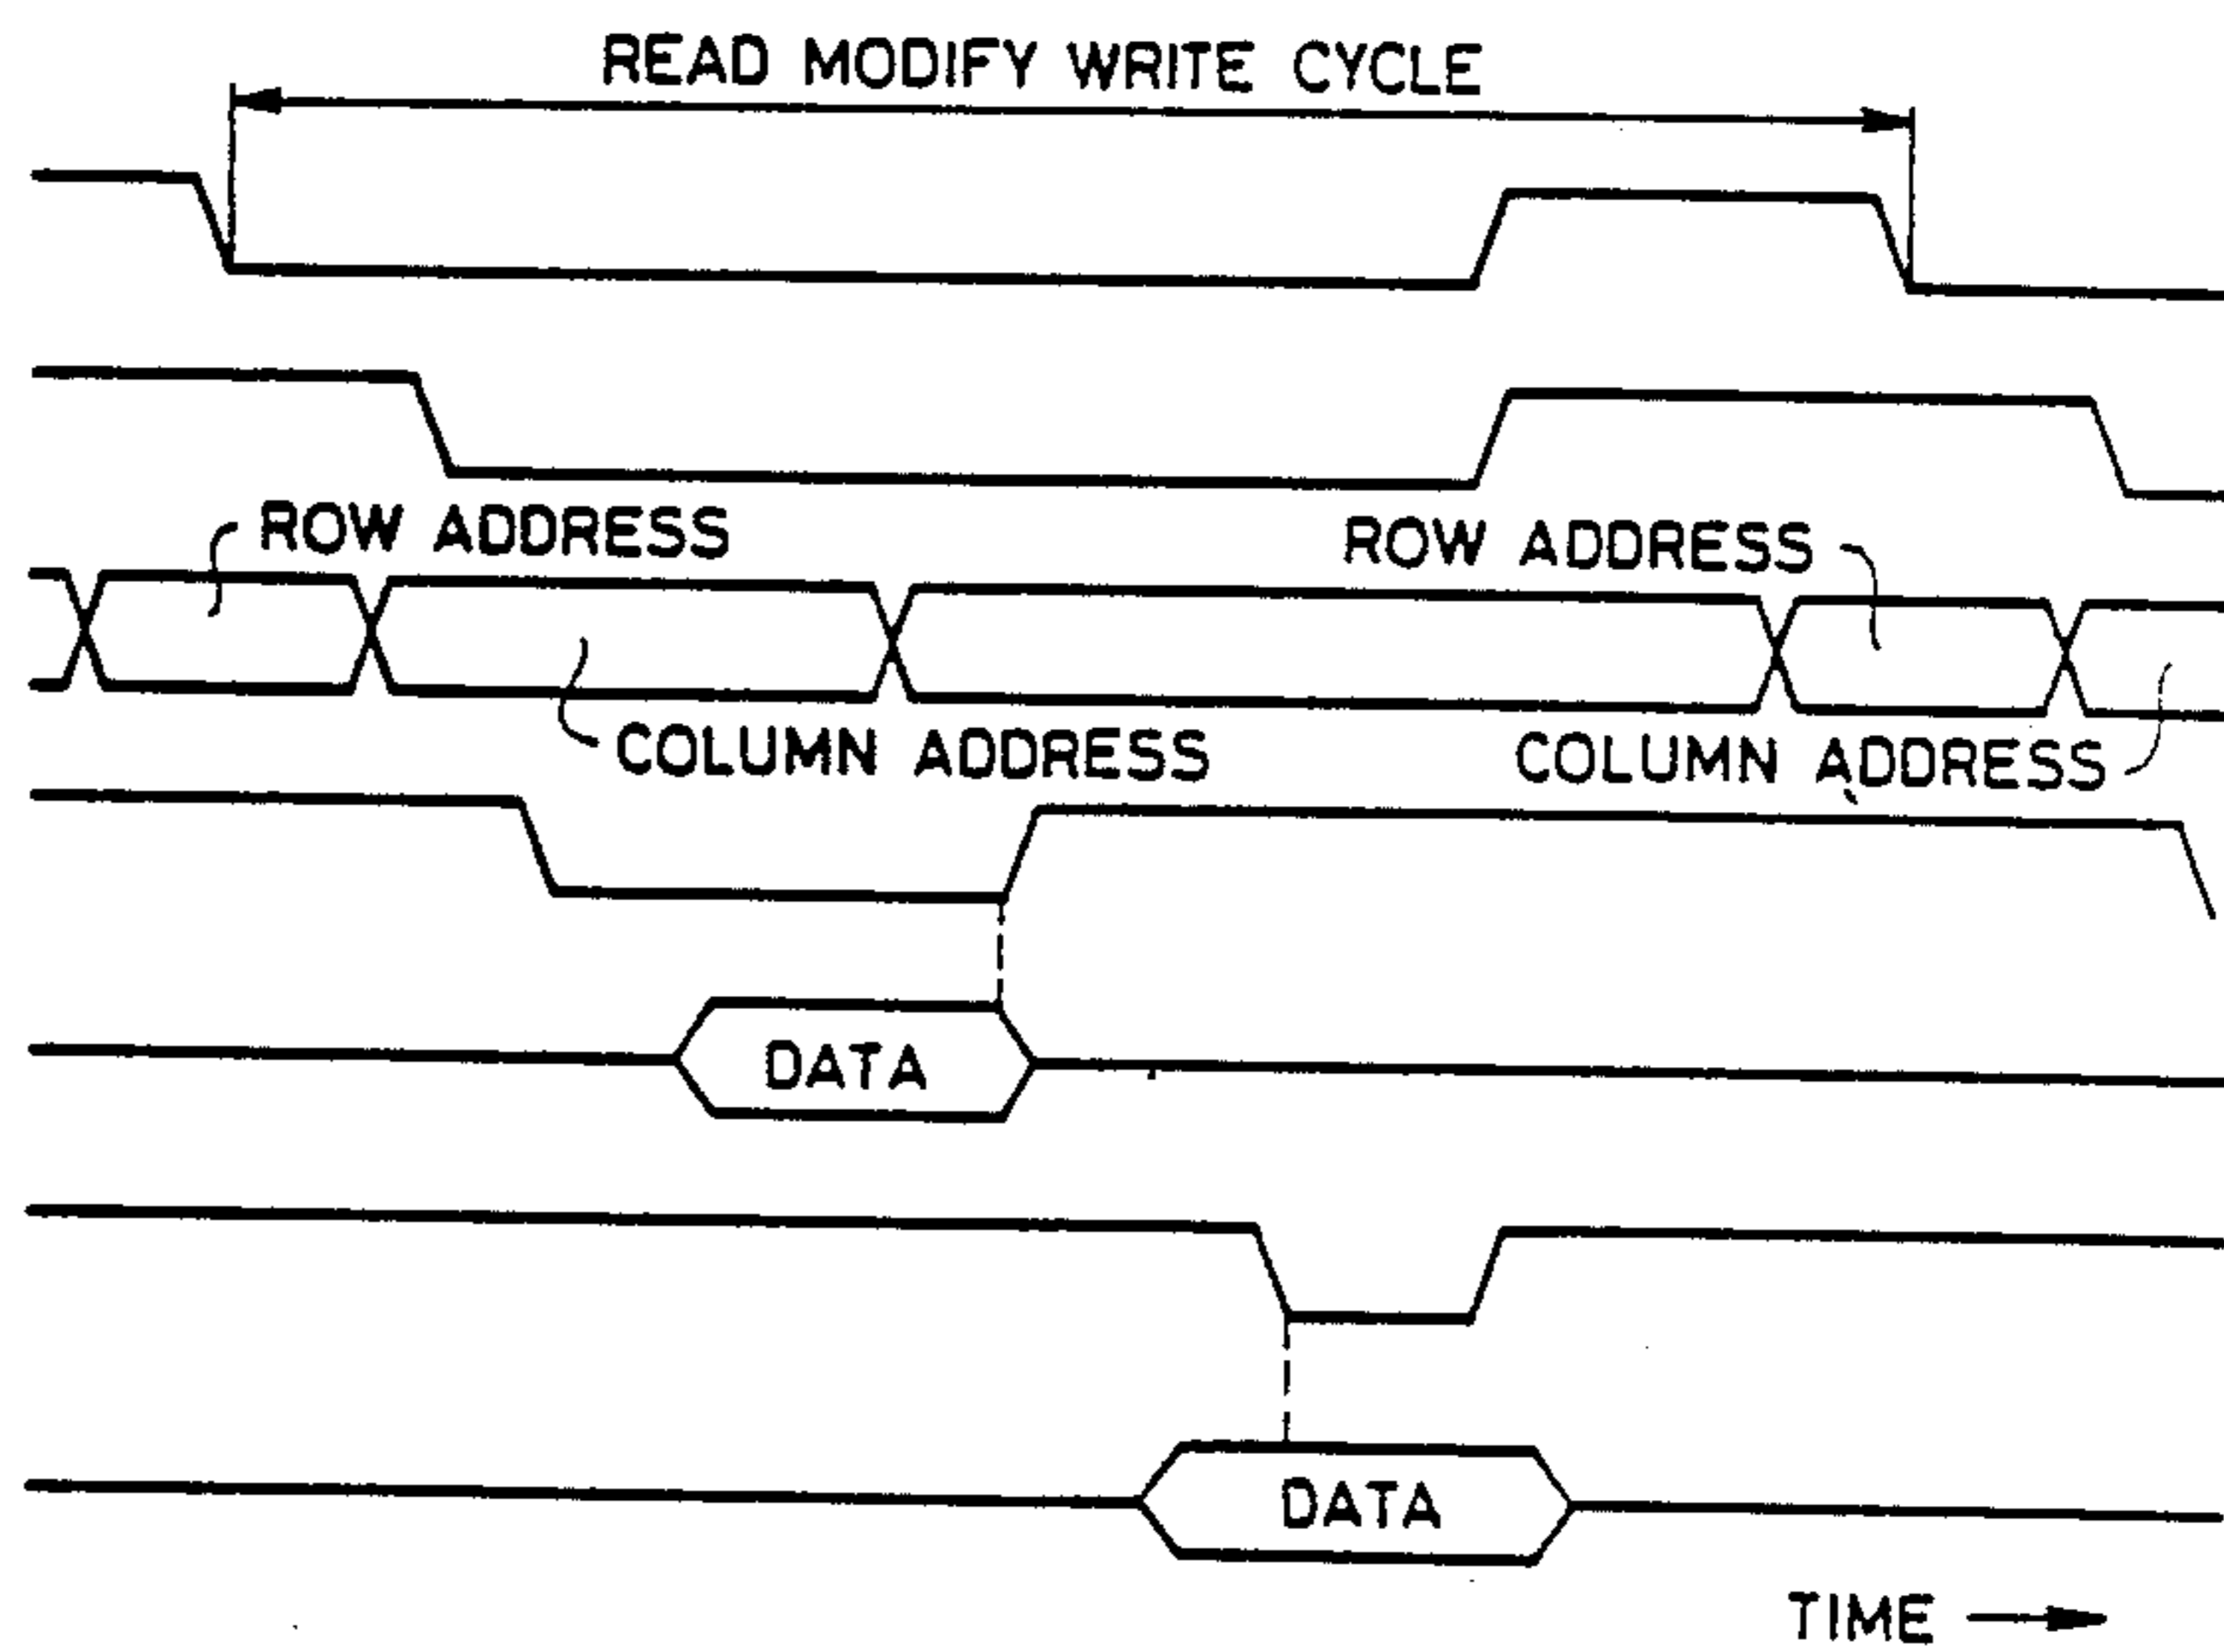 READ MODIFY WRITE CYCLE
ROW ADDRESS
ROW ADDRESS
COLUMN ADDRESS
COLUMN ADDRESS
DATA
DATA
TIME